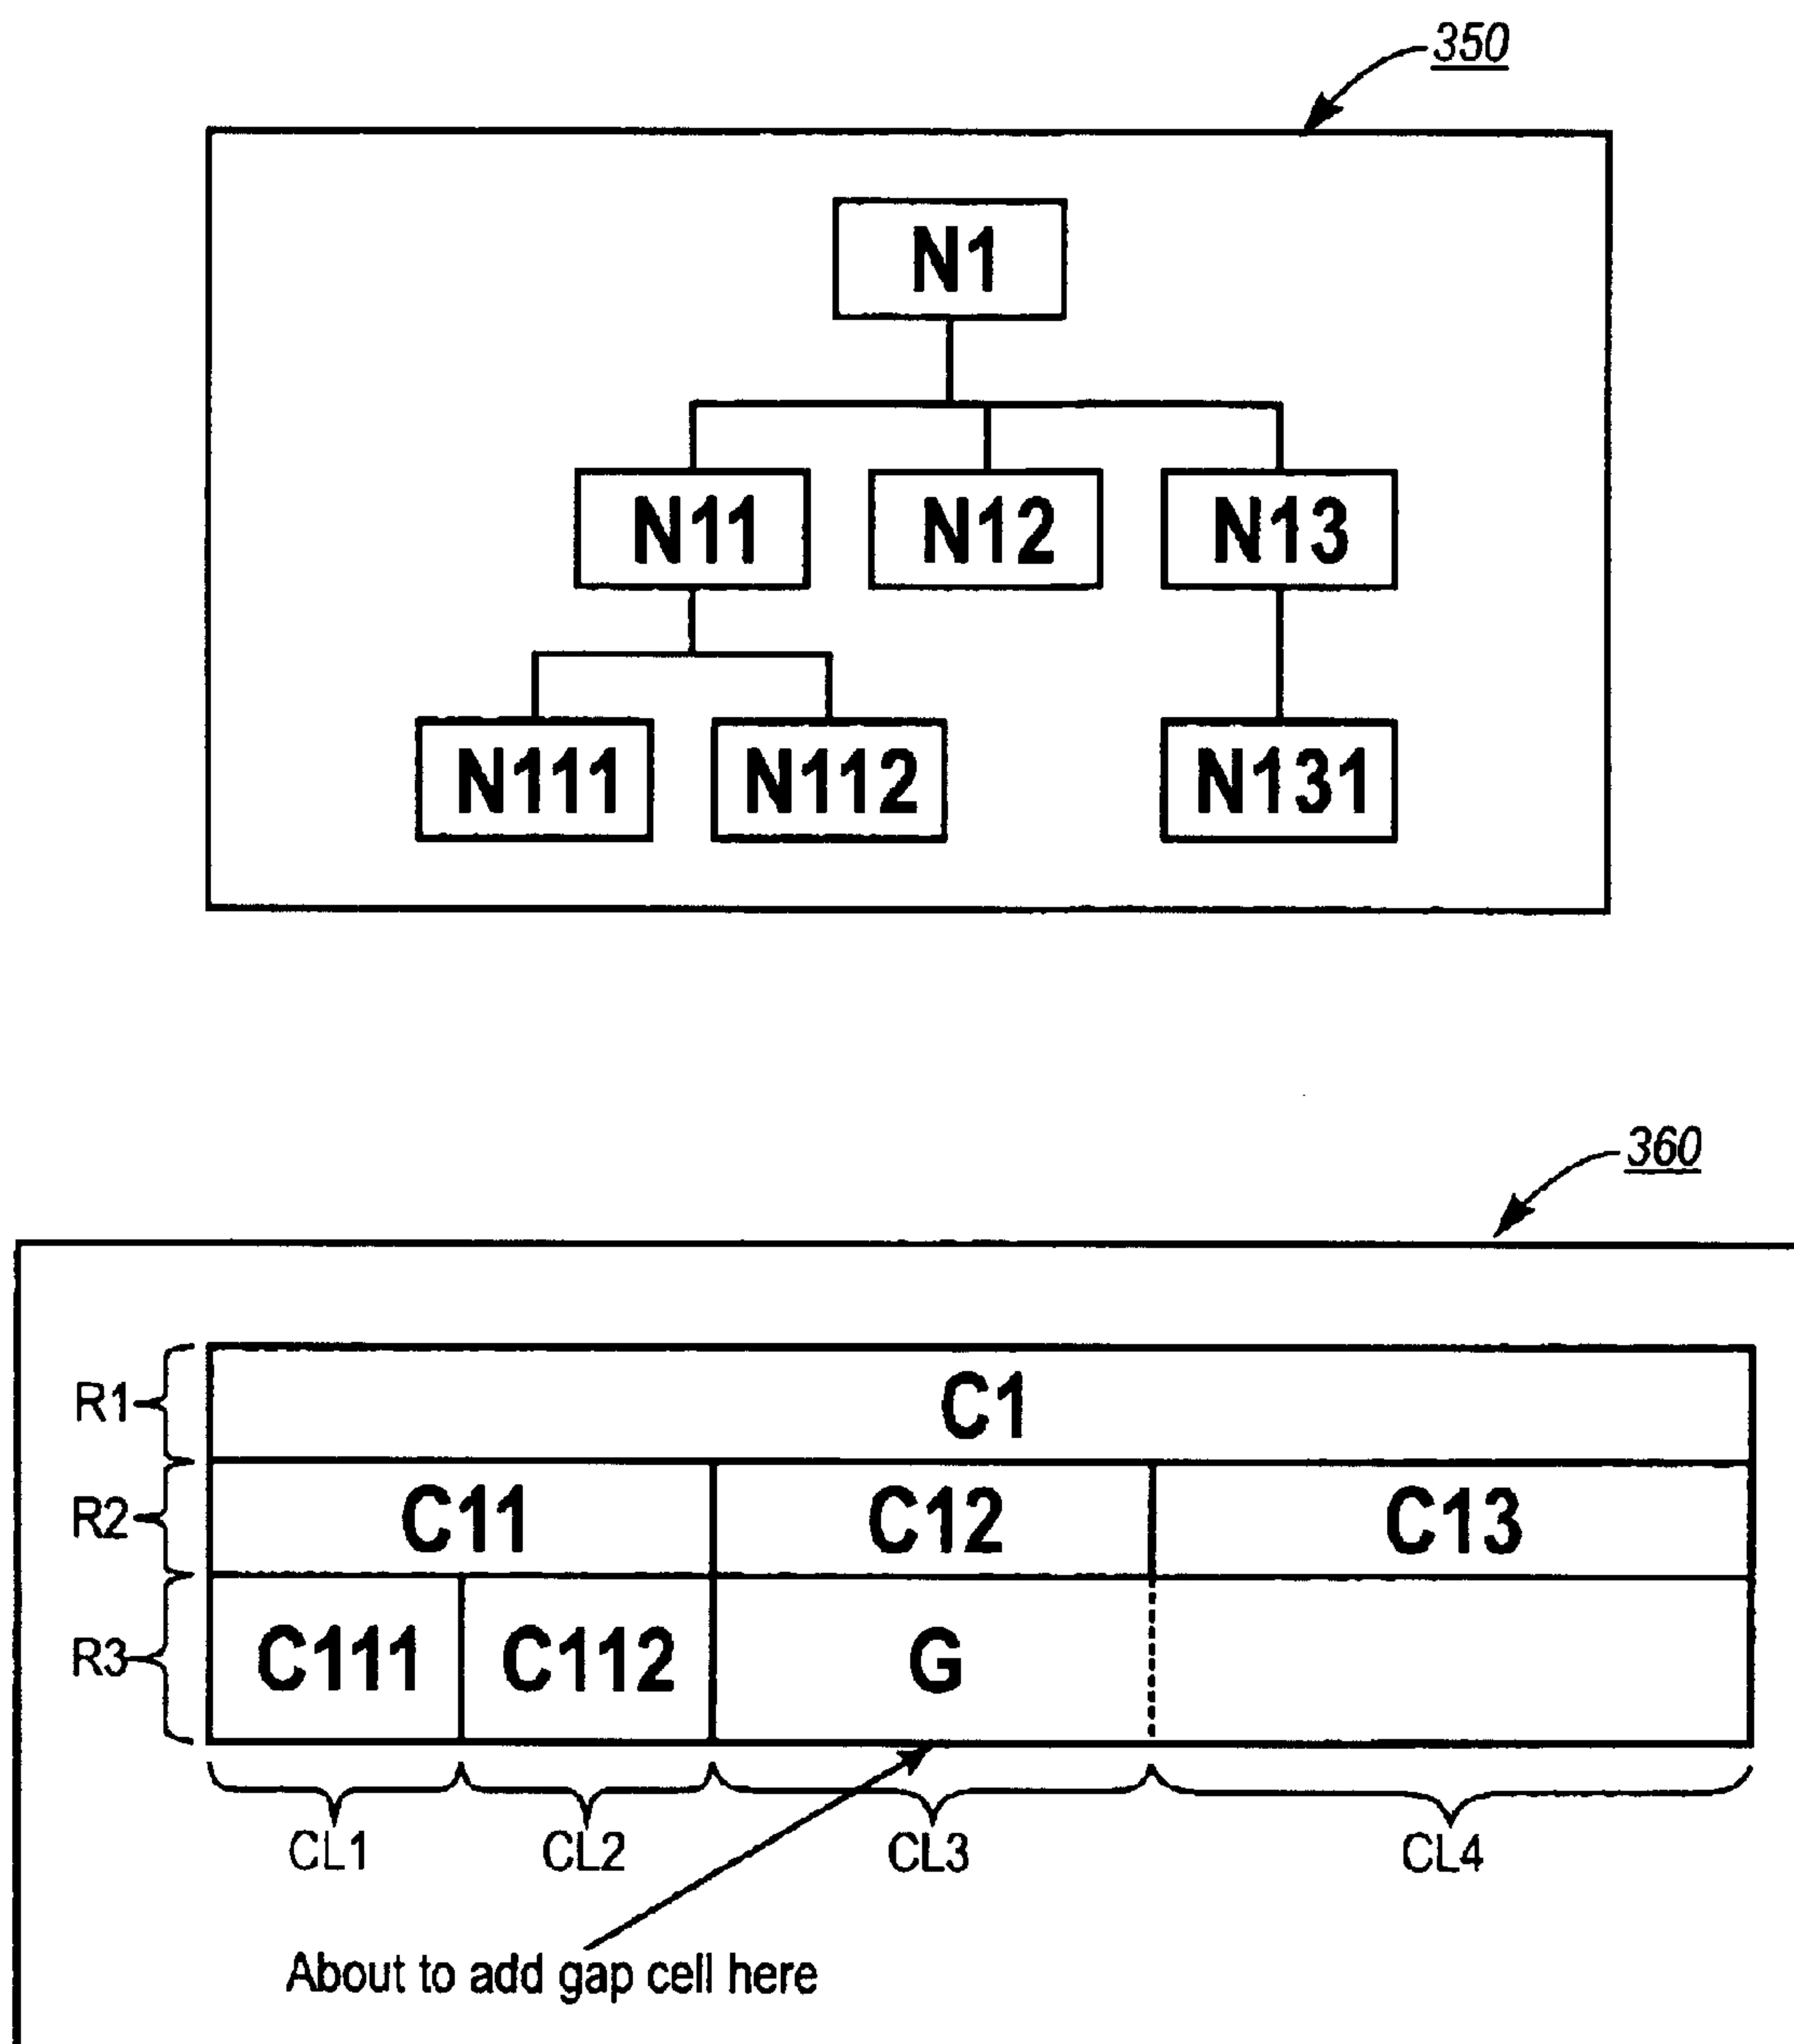 350
N1
N11 N12 N13
N111 N112 N131
360
R1 C1
R2 C11 C12 C13
R3 C111 C112 G
CL1 CL2 CL3 CL4
About to add gap cell here